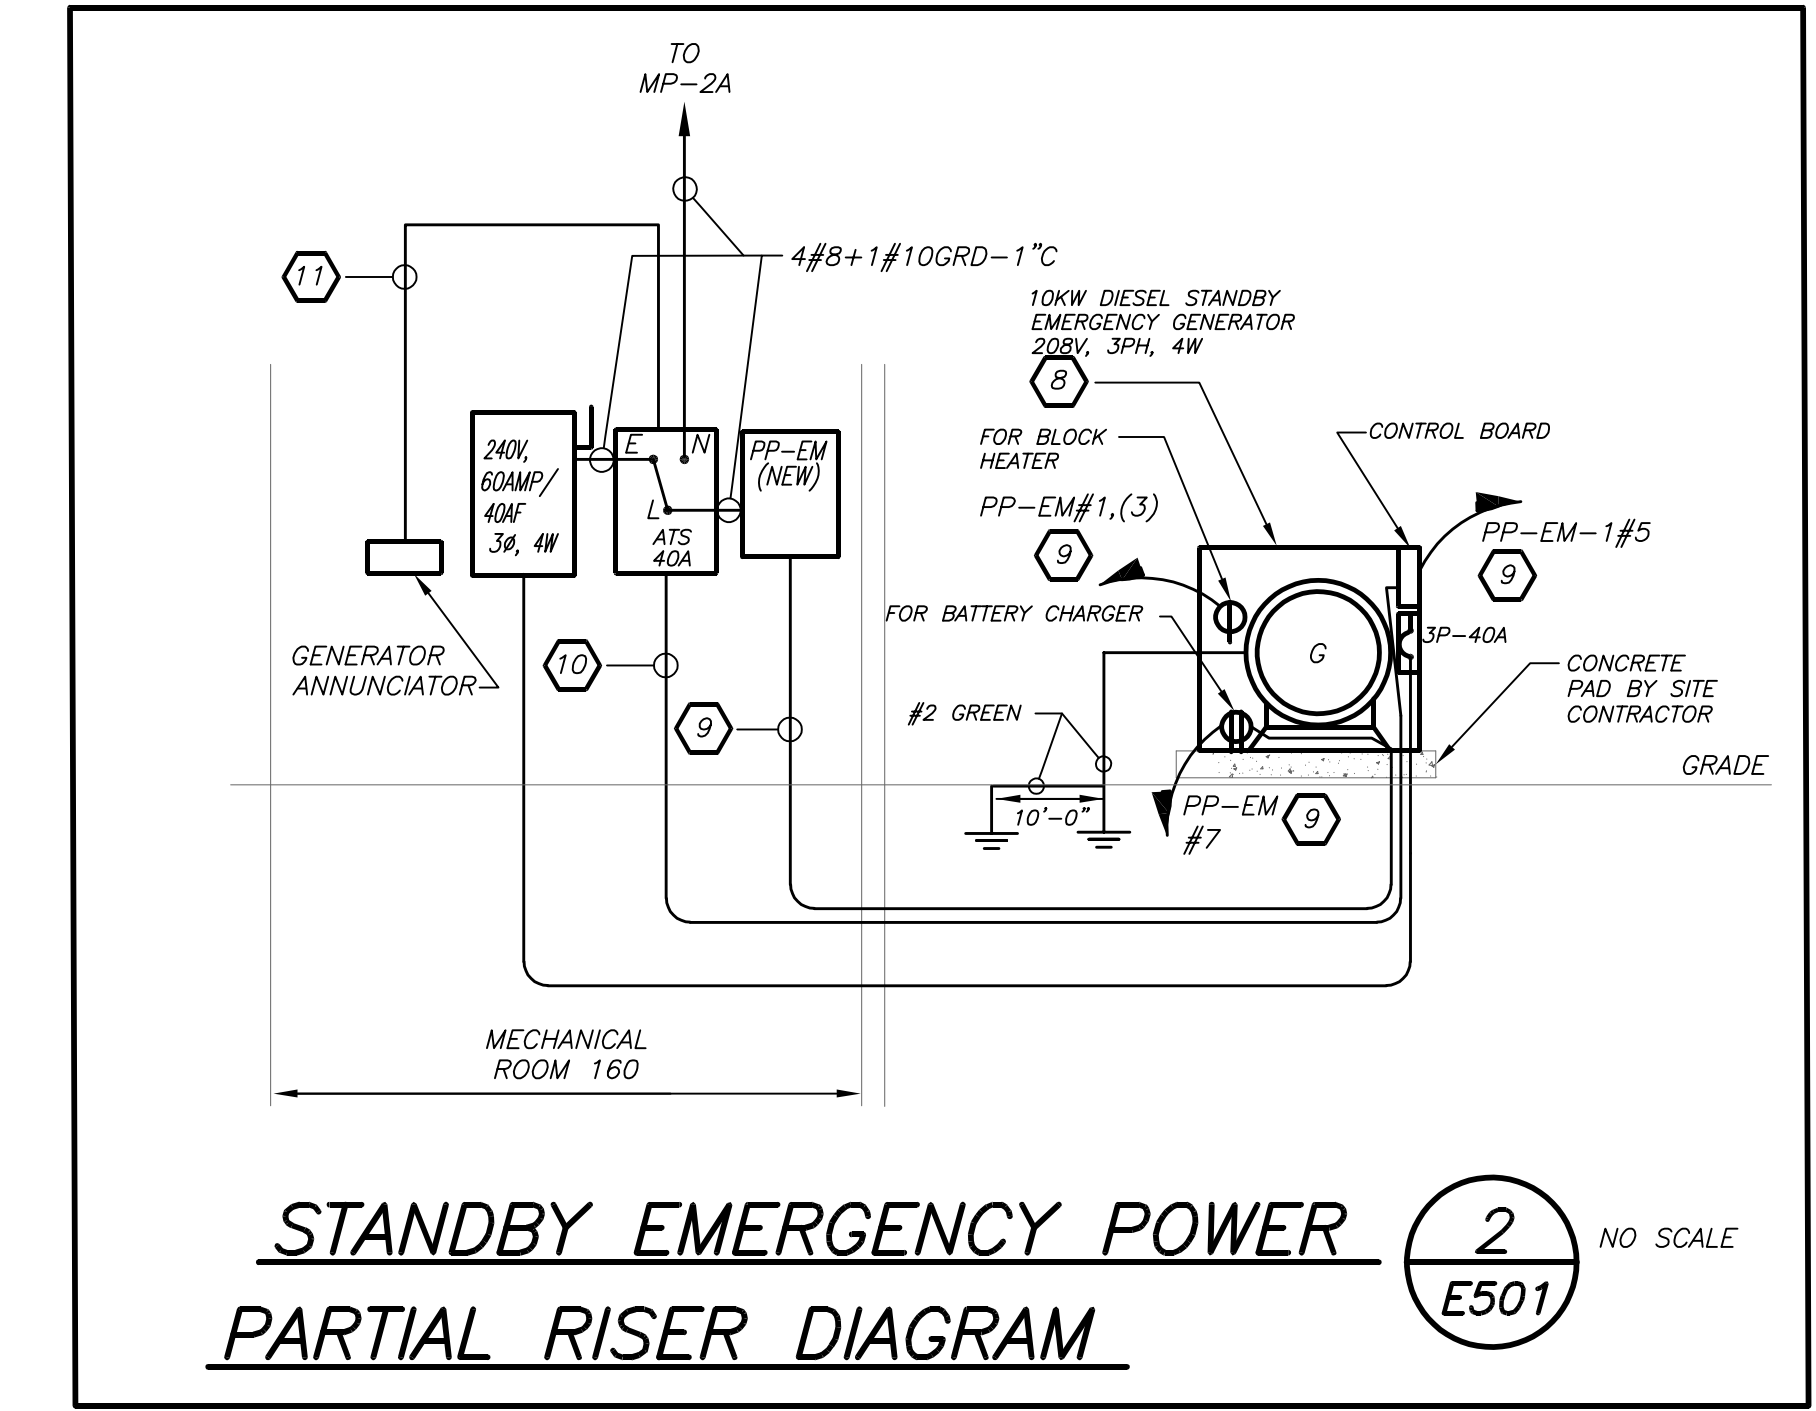 TO
MP-2A
11
4#8+1#10GRD-1"C
10KW DIESEL STANDBY
EMERGENCY GENERATOR
208V, 3PH, 4W
8
FOR BLOCK
HEATER
CONTROL BOARD
240V,
60AMP/
40AF
3ø, 4W
E
N
L
ATS
40A
PP-EM
(NEW)
PP-EM#1,(3)
9
PP-EM-1#5
9
FOR BATTERY CHARGER
G
3P-40A
GENERATOR
ANNUNCIATOR
10
9
#2 GREEN
CONCRETE
PAD BY SITE
CONTRACTOR
GRADE
10'-0"
PP-EM
#7
9
MECHANICAL
ROOM 160
STANDBY EMERGENCY POWER
PARTIAL RISER DIAGRAM
2
E501
NO SCALE